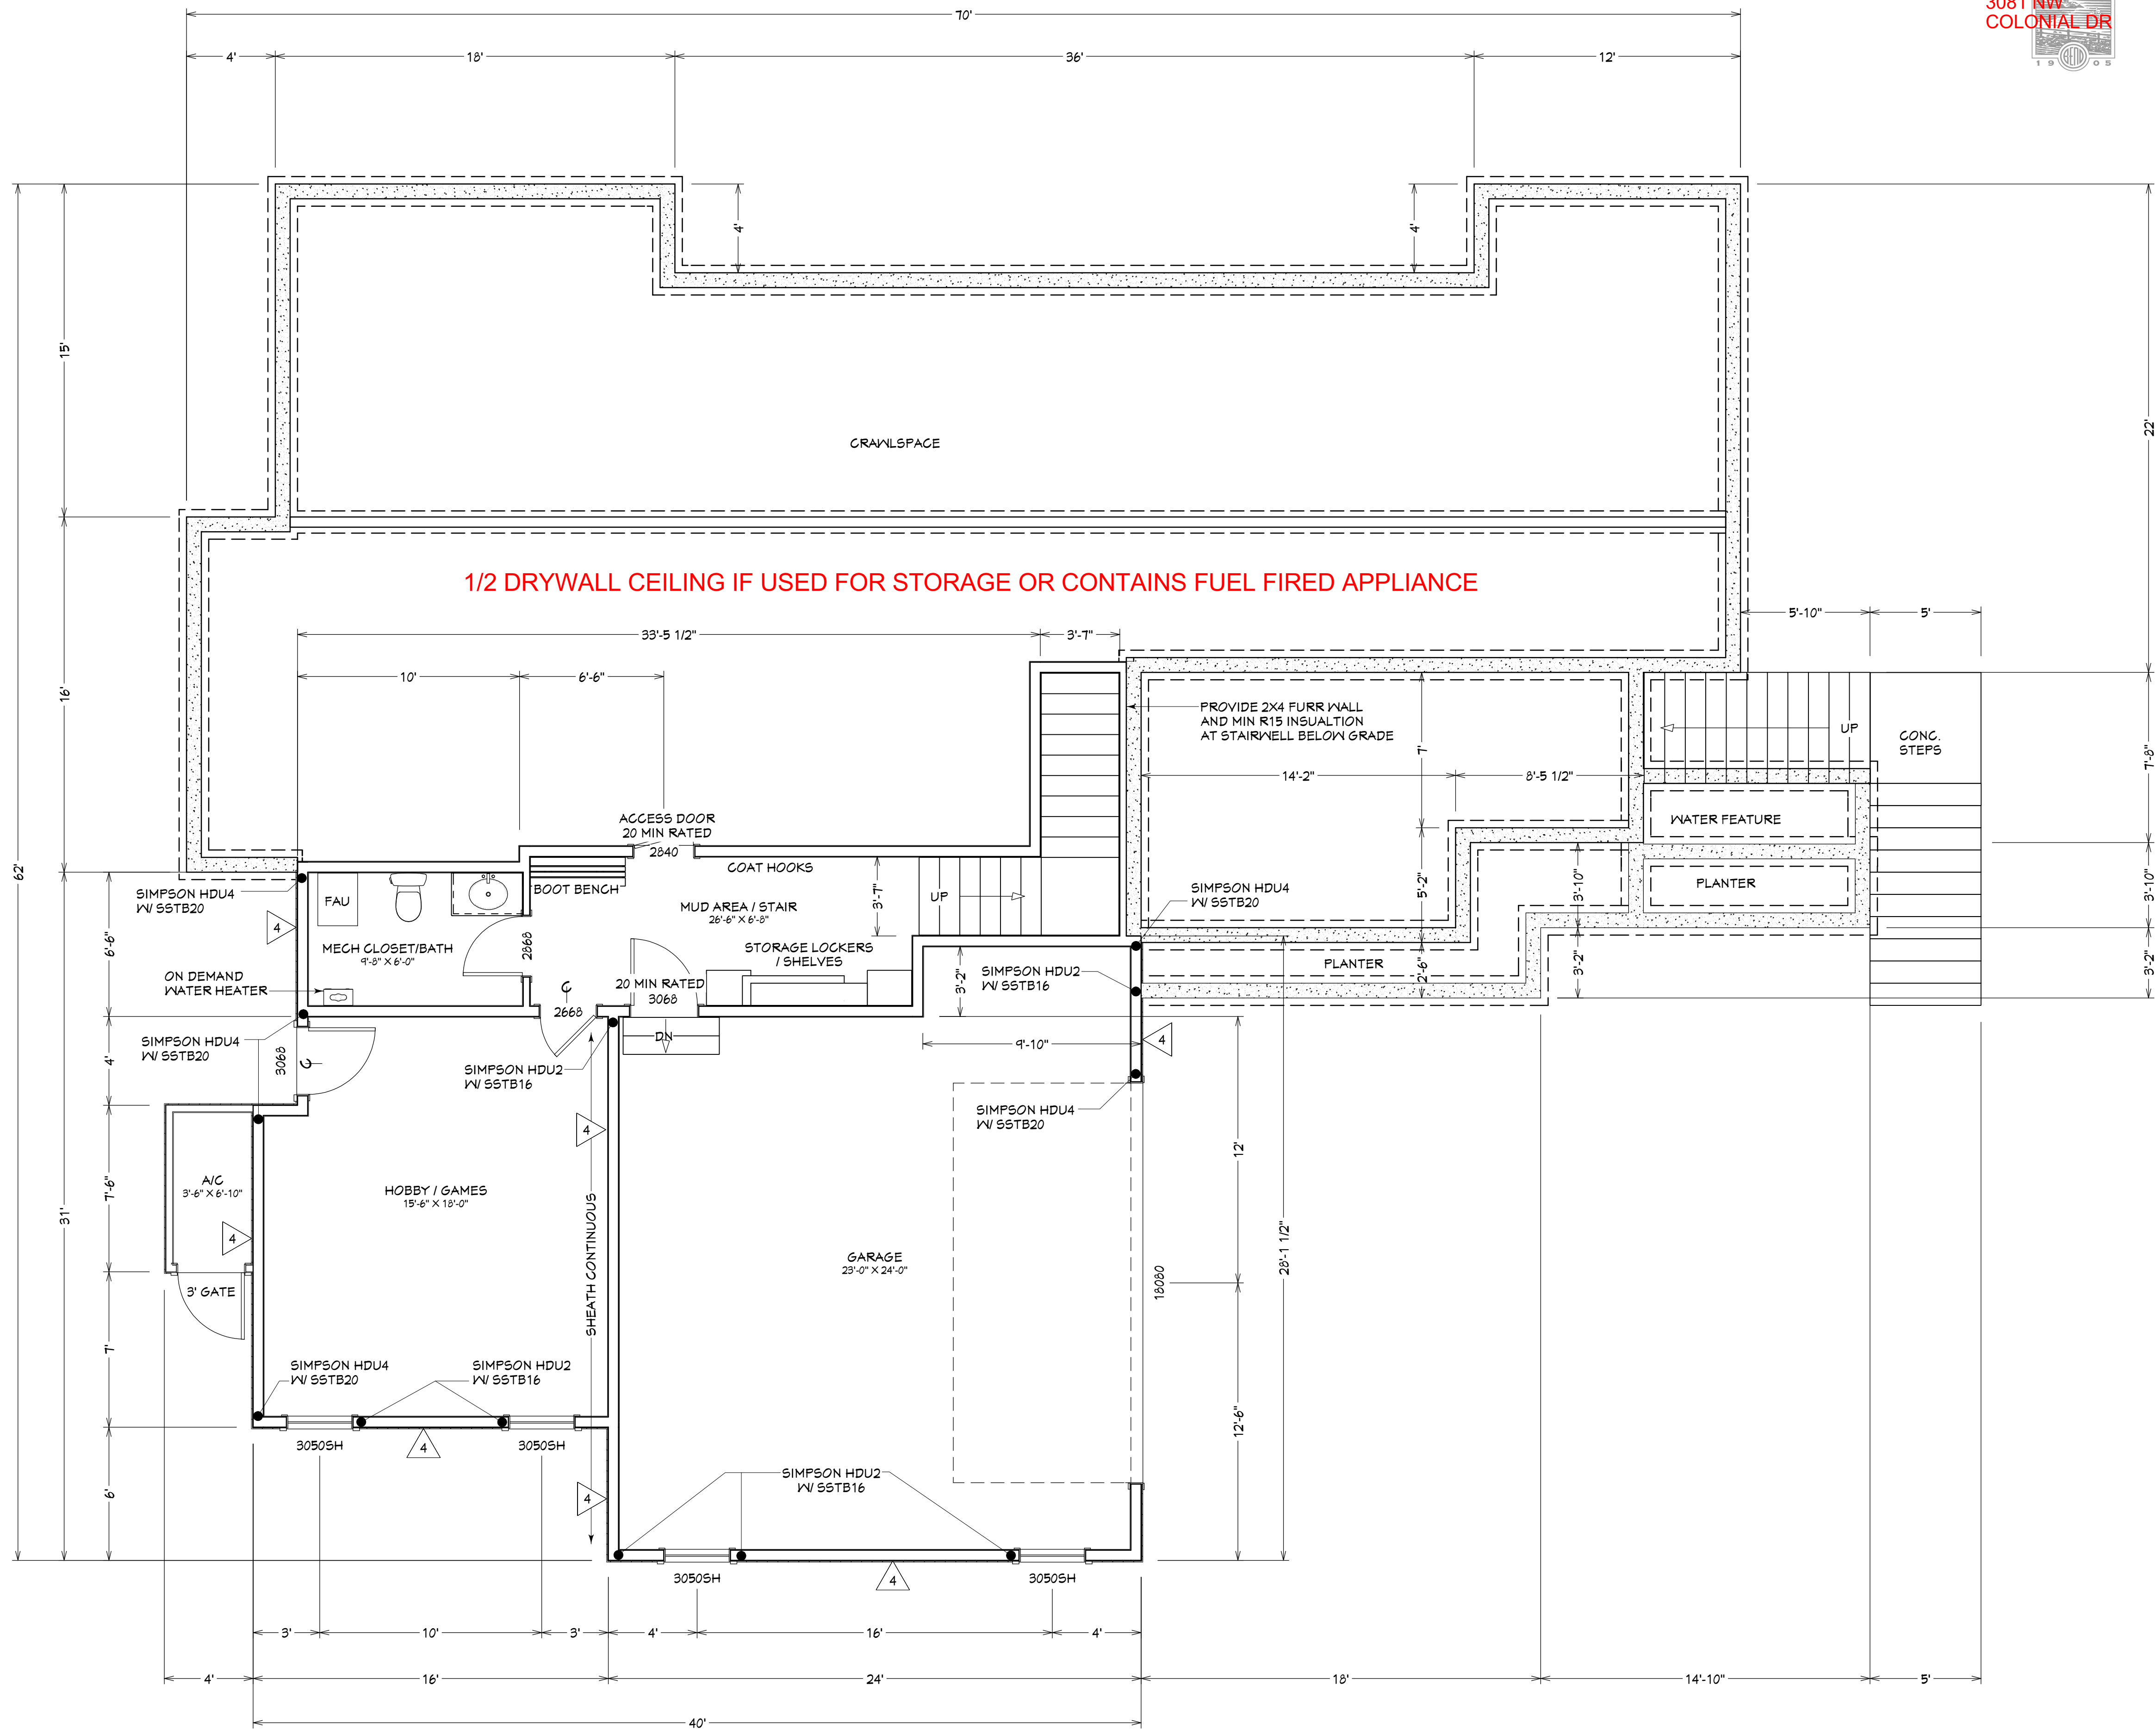 3081 NW
COLONIAL DR
BEND
1905
70'
4'
18'
36'
12'
4'
4'
62'
15'
22'
CRAWLSPACE
16'
1/2 DRYWALL CEILING IF USED FOR STORAGE OR CONTAINS FUEL FIRED APPLIANCE
5'-10"
5'
33'-5 1/2"
3'-7"
10'
6'-6"
PROVIDE 2X4 FURR WALL
AND MIN R15 INSUALTION
AT STAIRWELL BELOW GRADE
UP
CONC.
STEPS
7'
7'-8"
14'-2"
8'-5 1/2"
ACCESS DOOR
20 MIN RATED
2840
WATER FEATURE
COAT HOOKS
BOOT BENCH
SIMPSON HDU4
W/ SSTB20
FAU
MUD AREA / STAIR
26'-6" X 6'-8"
3'-7"
UP
SIMPSON HDU4
W/ SSTB20
5'-2"
3'-10"
PLANTER
3'-10"
4
6'-6"
MECH CLOSET/BATH
9'-8" X 6'-0"
2868
STORAGE LOCKERS
/ SHELVES
PLANTER
2'-6"
3'-2"
3'-2"
ON DEMAND
WATER HEATER
20 MIN RATED
3068
3'-2"
SIMPSON HDU2
W/ SSTB16
2668
DN
SIMPSON HDU4
W/ SSTB20
4'
3068
SIMPSON HDU2
W/ SSTB16
9'-10"
4
SIMPSON HDU4
W/ SSTB20
4
12'
A/C
3'-6" X 6'-10"
7'-6"
31'
HOBBY / GAMES
15'-6" X 18'-0"
4
SHEATH CONTINUOUS
GARAGE
23'-0" X 24'-0"
18080
28'-1 1/2"
3' GATE
7'
SIMPSON HDU4
W/ SSTB20
SIMPSON HDU2
W/ SSTB16
12'-6"
3050SH
4
3050SH
6'
4
SIMPSON HDU2
W/ SSTB16
3050SH
4
3050SH
3'
10'
3'
4'
16'
4'
4'
16'
24'
18'
14'-10"
5'
40'